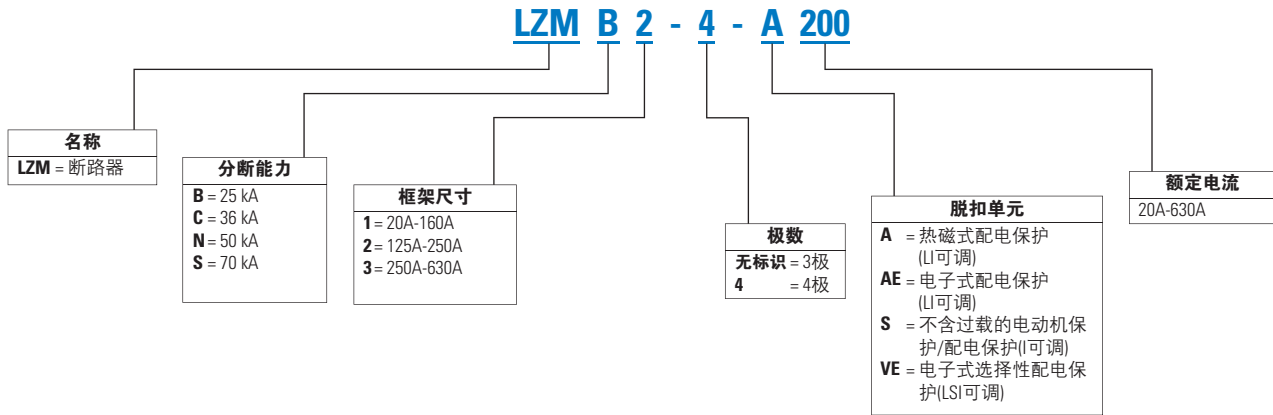 LZM B 2 - 4 - A 200
名称
LZM = 断路器
分断能力
B = 25 kA
C = 36 kA
N = 50 kA
S = 70 kA
框架尺寸
1 = 20A-160A
2 = 125A-250A
3 = 250A-630A
极数
无标识 = 3极
4 = 4极
脱扣单元
A = 热磁式配电保护
(LI可调)
AE = 电子式配电保护
(LI可调)
S = 不含过载的电动机保
护/配电保护(I可调)
VE = 电子式选择性配电保
护(LSI可调)
额定电流
20A-630A